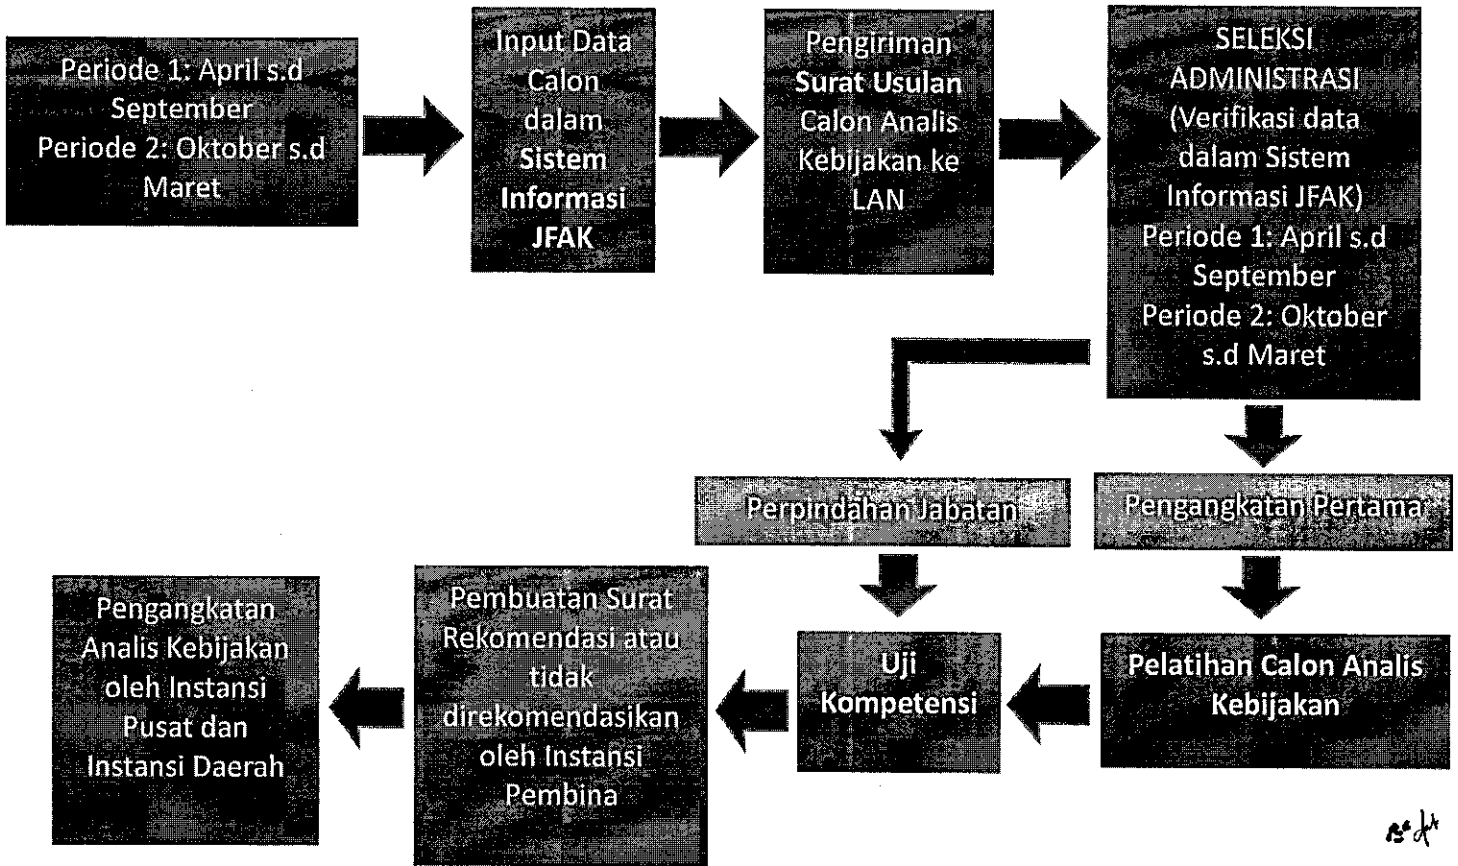 Periode 1: April s.d
September
Periode 2: Oktober s.d
Maret
Input Data
Calon
dalam
Sistem
Informasi
JFAK
Pengiriman
Surat Usulan
Calon Analis
Kebijakan ke
LAN
SELEKSI
ADMINISTRASI
(Verifikasi data
dalam Sistem
Informasi JFAK)
Periode 1: April s.d
September
Periode 2: Oktober
s.d Maret
Perpindahan Jabatan
Pengangkatan Pertama
Pelatihan Calon Analis
Kebijakan
Uji
Kompetensi
Pembuatan Surat
Rekomendasi atau
tidak
direkomendasikan
oleh Instansi
Pembina
Pengangkatan
Analis Kebijakan
oleh Instansi
Pusat dan
Instansi Daerah